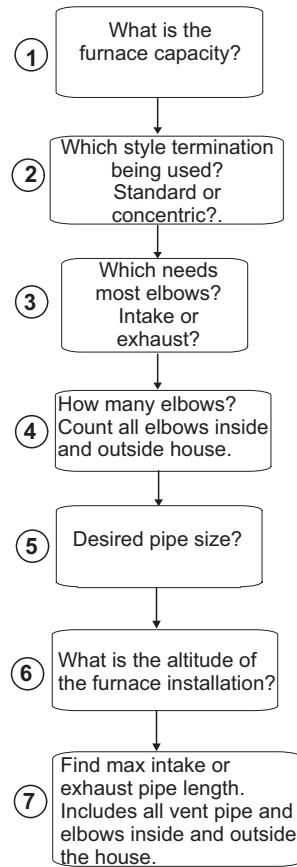 1
What is the
furnace capacity?
2
Which style termination
being used?
Standard or
concentric?.
3
Which needs
most elbows?
Intake or
exhaust?
4
How many elbows?
Count all elbows inside
and outside house.
5
Desired pipe size?
6
What is the altitude of
the furnace installation?
7
Find max intake or
exhaust pipe length.
Includes all vent pipe and
elbows inside and outside
the house.